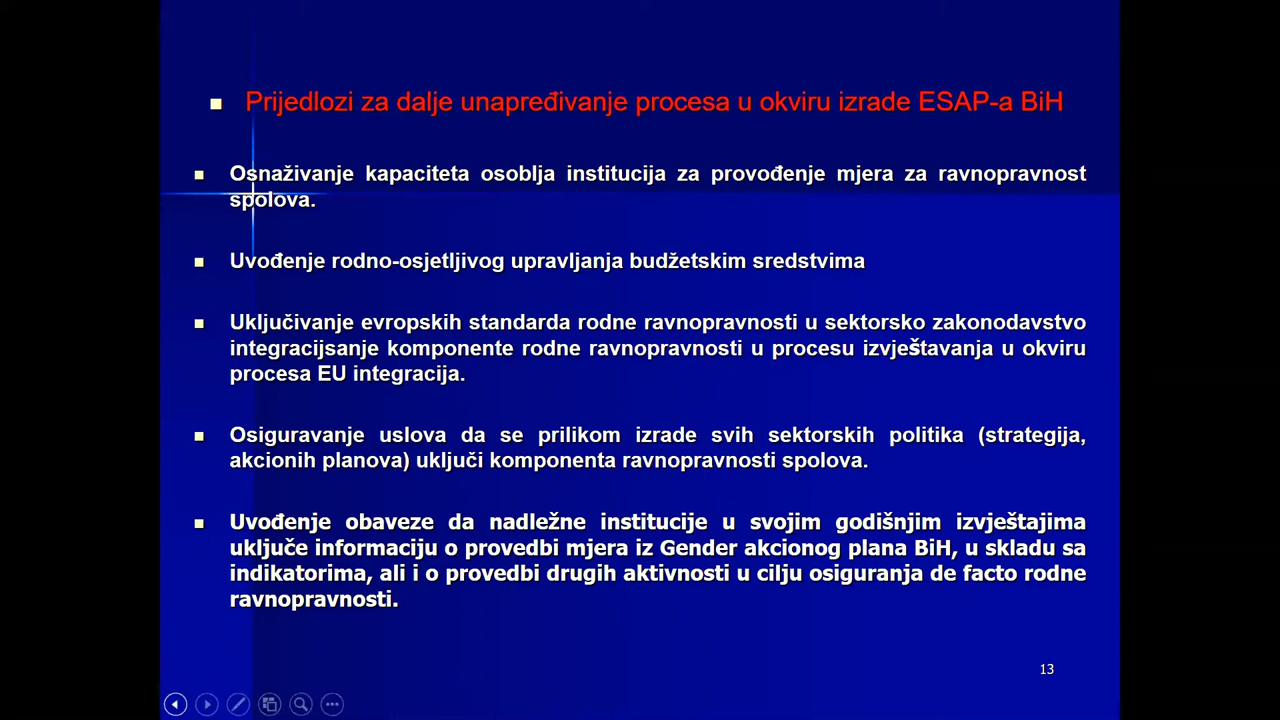 Prijedlozi za dalje unapređivanje procesa u okviru izrade ESAP-a BiH
Osnaživanje kapaciteta osoblja institucija za provođenje mjera za ravnopravnost
spolova.
Uvođenje rodno-osjetljivog upravljanja budžetskim sredstvima
Uključivanje evropskih standarda rodne ravnopravnosti u sektorsko zakonodavstvo
integracijsanje komponente rodne ravnopravnosti u procesu izvještavanja u okviru
procesa EU integracija.
Osiguravanje uslova da se prilikom izrade svih sektorskih politika (strategija,
akcionih planova) uključi komponenta ravnopravnosti spolova.
Uvođenje obaveze da nadležne institucije u svojim godišnjim izvještajima
uključe informaciju o provedbi mjera iz Gender akcionog plana BiH, u skladu sa
indikatorima, ali i o provedbi drugih aktivnosti u cilju osiguranja de facto rodne
ravnopravnosti.
13